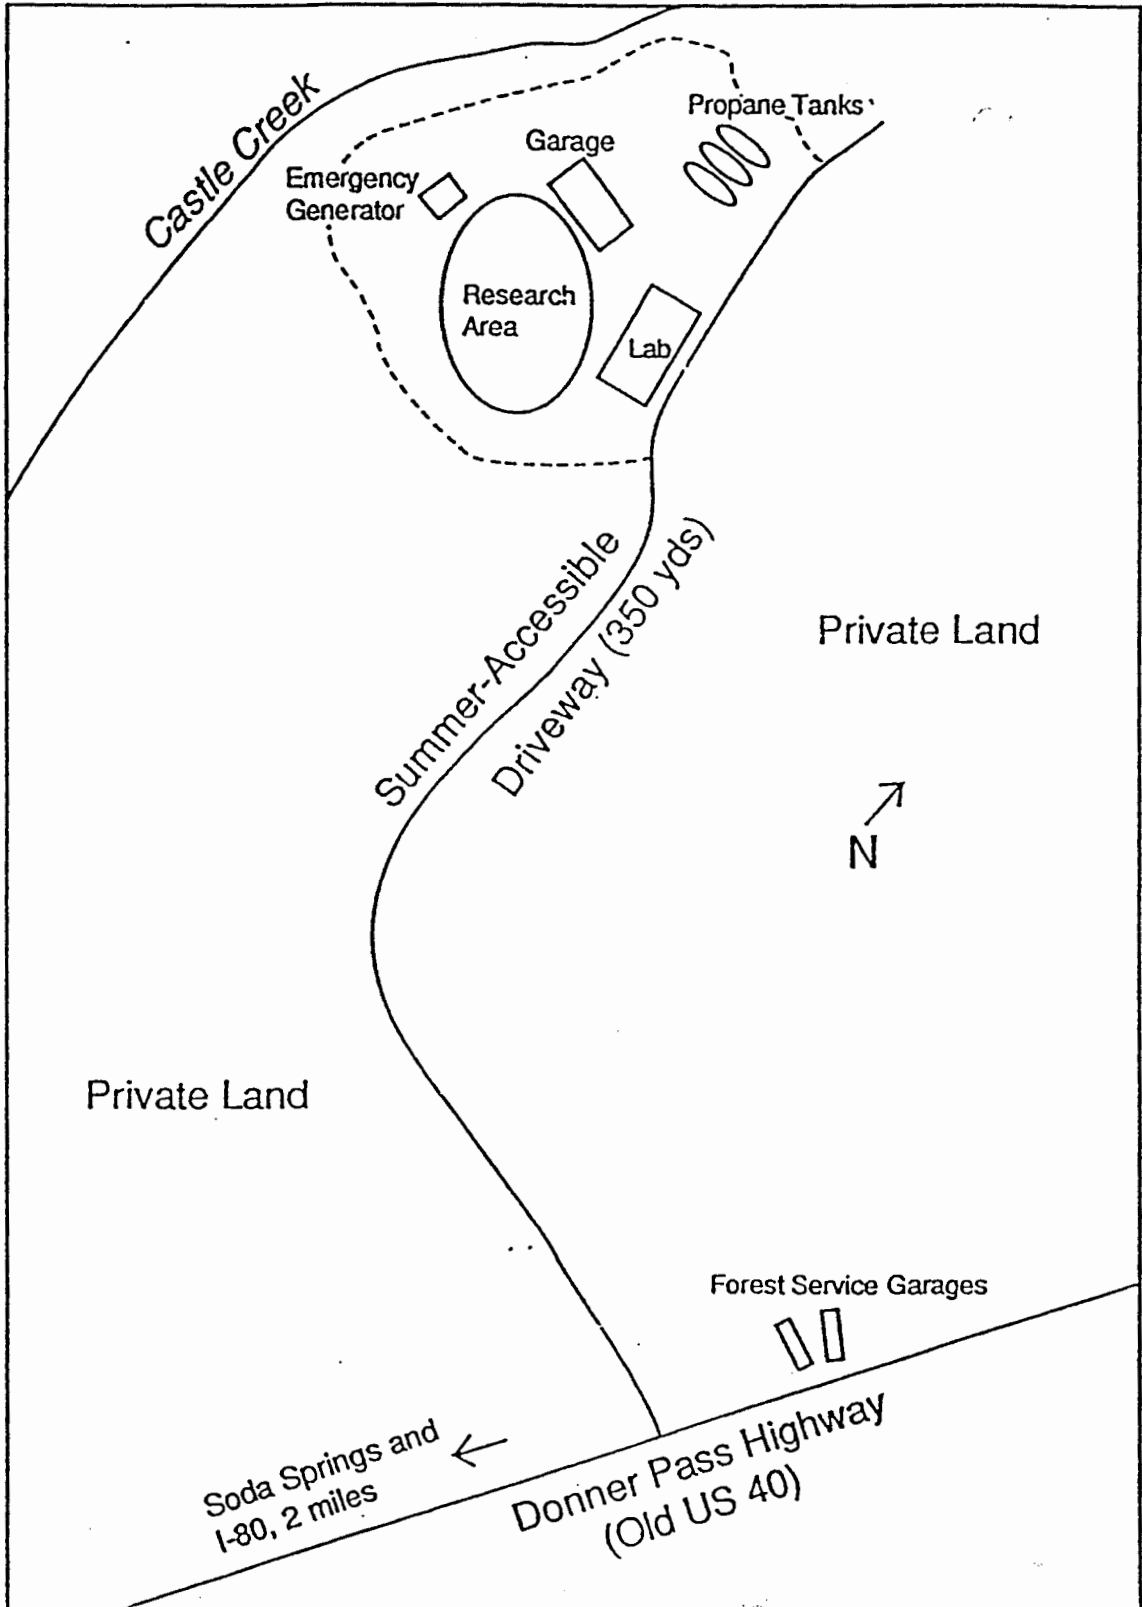 Castle Creek
Propane Tanks
Garage
Emergency
Generator
Research
Area
Lab
Summer-Accessible
Driveway (350 yds)
Private Land
N
Private Land
Forest Service Garages
Soda Springs and
I-80, 2 miles
Donner Pass Highway
(Old US 40)